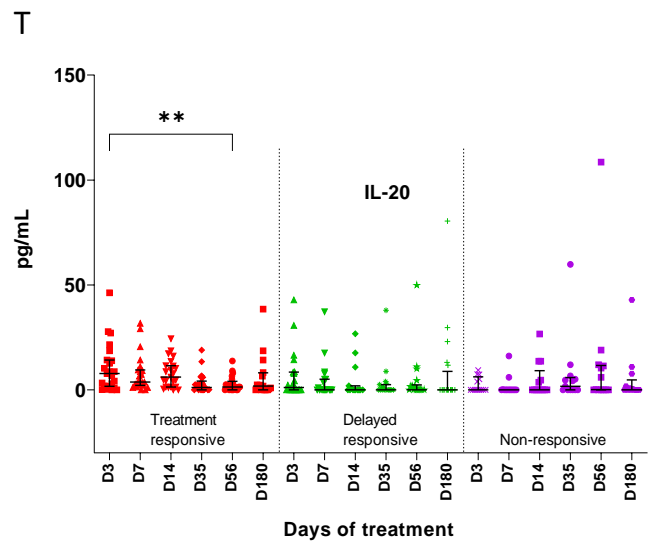 T
150
**
100
IL-20
pg/mL
50
0
Treatment responsive
Delayed responsive
Non-responsive
D3 D7 D14 D35 D56 D180 D3 D7 D14 D35 D56 D180 D3 D7 D14 D35 D56 D180
Days of treatment